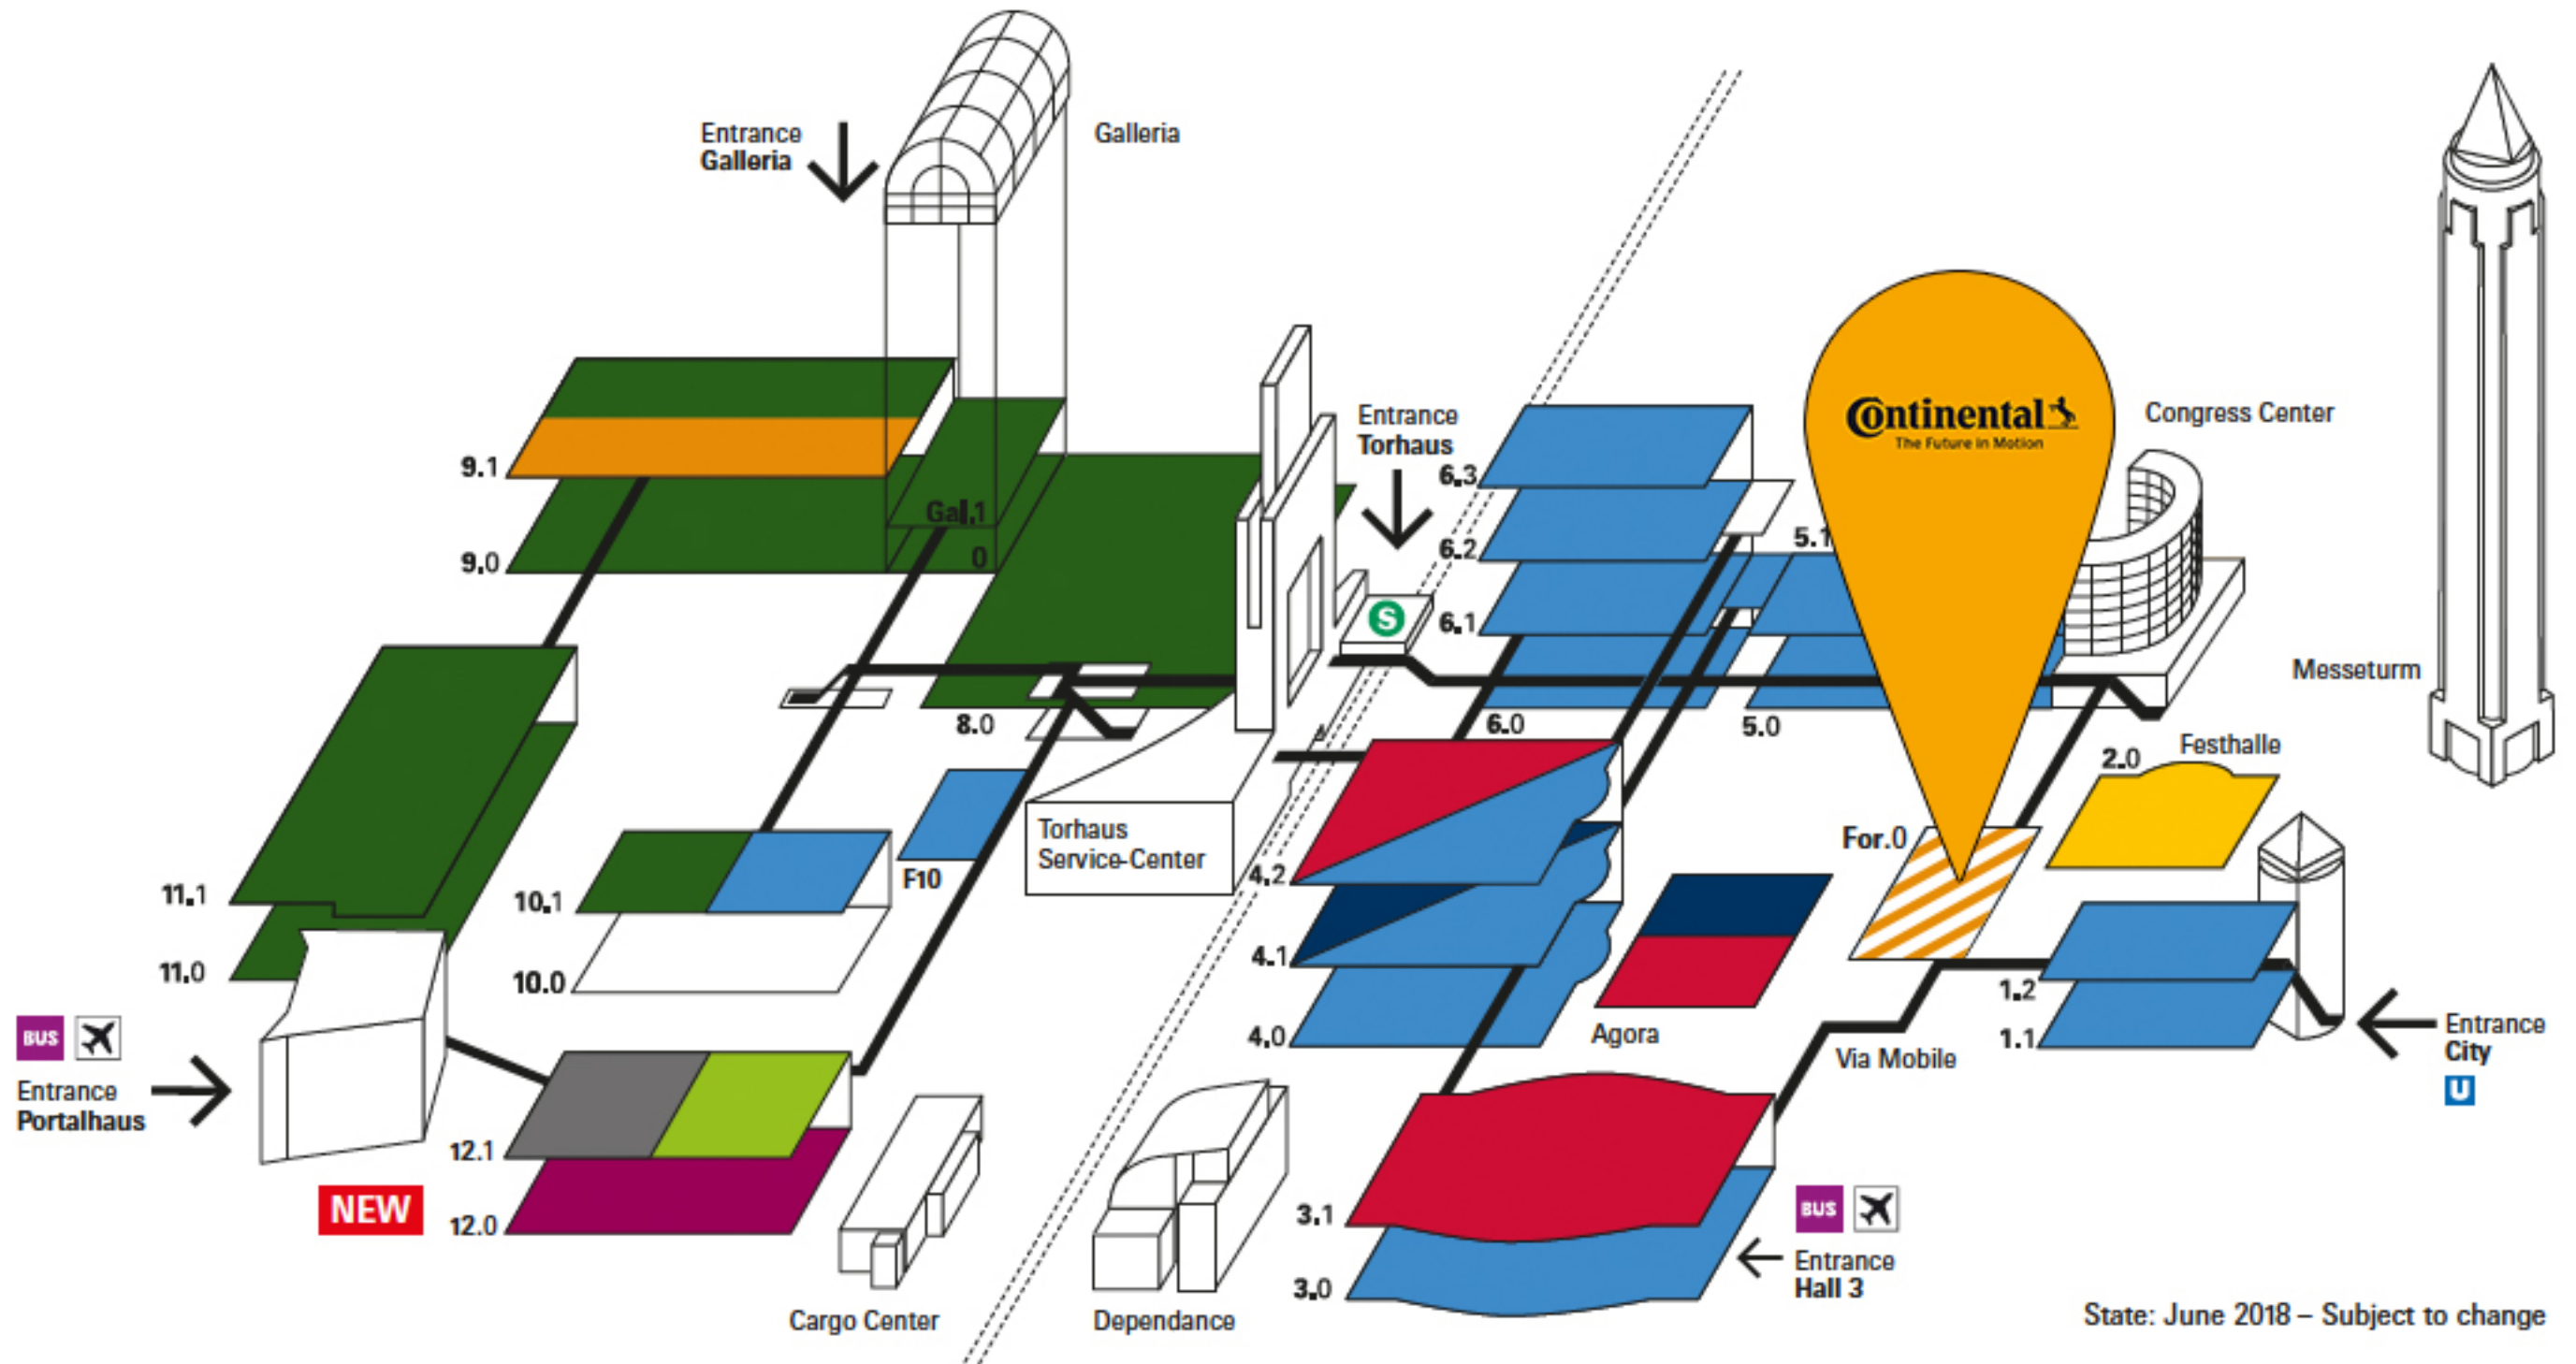 Entrance
Galleria
Galleria
Entrance
Torhaus
Continental
The Future in Motion
Congress Center
9.1
9.0
Gal.1
0
6.3
6.2
6.1
5.1
S
8.0
6.0
5.0
Messeturm
2.0
Festhalle
For.0
Torhaus
Service-Center
F10
11.1
11.0
10.1
10.0
4.2
4.1
4.0
Agora
1.2
1.1
Via Mobile
BUS
Entrance
Portalhaus
Entrance
City
U
12.1
NEW
12.0
3.1
3.0
BUS
Entrance
Hall 3
Cargo Center
Dependance
State: June 2018 – Subject to change